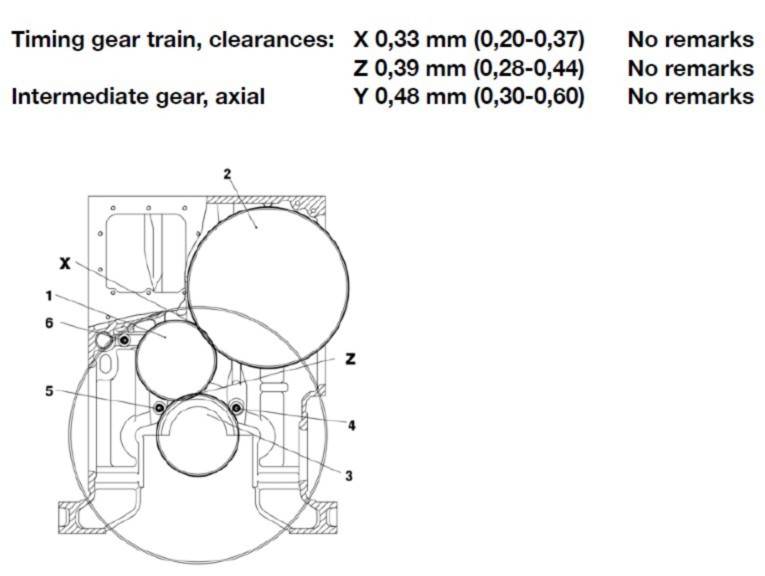 Timing gear train, clearances: X 0,33 mm (0,20-0,37) No remarks
Z 0,39 mm (0,28-0,44) No remarks
Intermediate gear, axial Y 0,48 mm (0,30-0,60) No remarks
2
X
1
6
Z
5
4
3